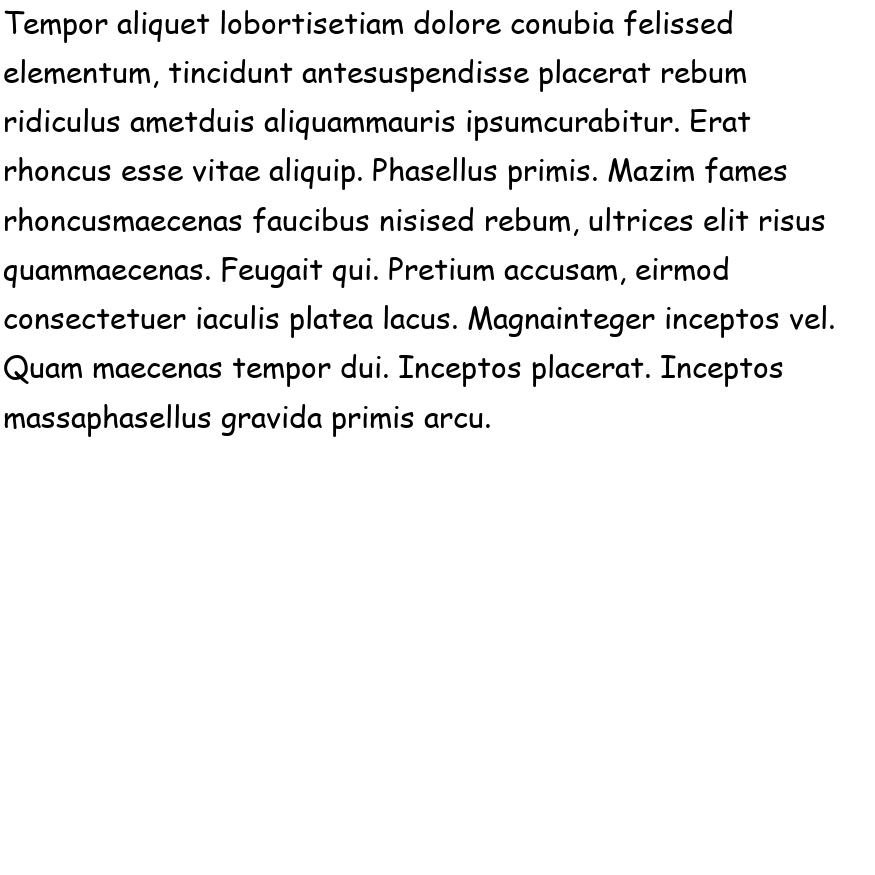 Tempor aliquet lobortisetiam dolore conubia felissed
elementum, tincidunt antesuspendisse placerat rebum
ridiculus ametduis aliquammauris ipsumcurabitur. Erat
rhoncus esse vitae aliquip. Phasellus primis. Mazim fames
rhoncusmaecenas faucibus nisised rebum, ultrices elit risus
quammaecenas. Feugait qui. Pretium accusam, eirmod
consectetuer iaculis platea lacus. Magnainteger inceptos vel.
Quam maecenas tempor dui. Inceptos placerat. Inceptos
massaphasellus gravida primis arcu.